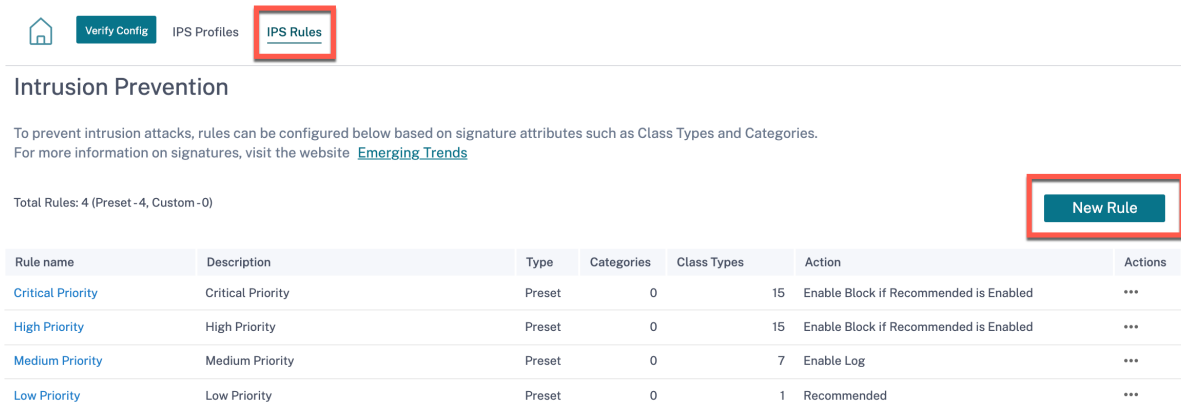 Verify Config IPS Profiles IPS Rules
Intrusion Prevention
To prevent intrusion attacks, rules can be configured below based on signature attributes such as Class Types and Categories.
For more information on signatures, visit the website Emerging Trends
Total Rules: 4 (Preset - 4, Custom - 0)
New Rule
Rule name Description Type Categories Class Types Action Actions
Critical Priority Critical Priority Preset 0 15 Enable Block if Recommended is Enabled •••
High Priority High Priority Preset 0 15 Enable Block if Recommended is Enabled •••
Medium Priority Medium Priority Preset 0 7 Enable Log •••
Low Priority Low Priority Preset 0 1 Recommended •••